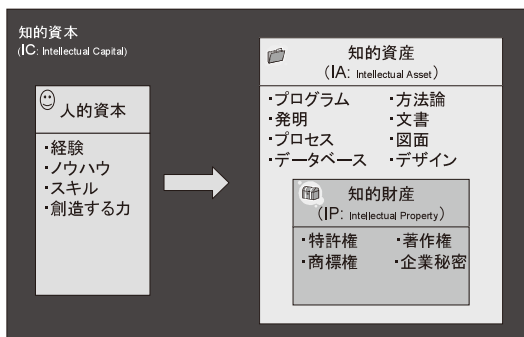 知的資本
(IC: Intellectual Capital)
人的資本
・経験
・ノウハウ
・スキル
・創造する力
知的資産
（IA: Intellectual Asset）
・プログラム ・方法論
・発明 ・文書
・プロセス ・図面
・データベース ・デザイン
知的財産
（IP: Intellectual Property）
・特許権 ・著作権
・商標権 ・企業秘密